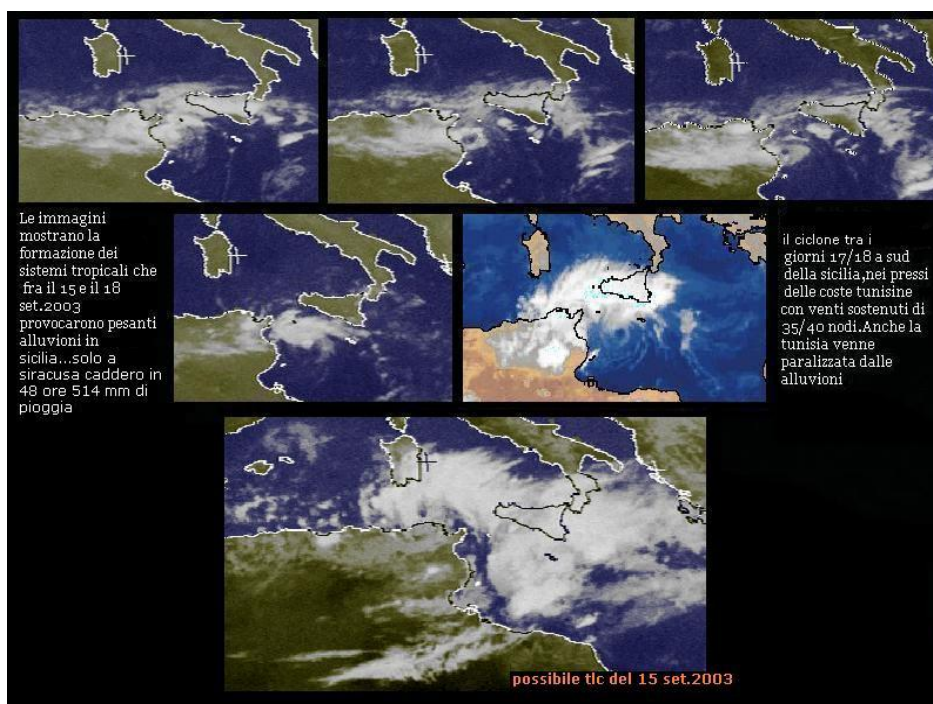 Le immagini
mostrano la
formazione dei
sistemi tropicali che
fra il 15 e il 18
set.2003
provocarono pesanti
alluvioni in
sicilia...solo a
siracusa caddero in
48 ore 514 mm di
pioggia
il ciclone tra i
giorni 17/18 a sud
della sicilia,nei pressi
delle coste tunisine
con venti sostenuti di
35/40 nodi.Anche la
tunisia venne
paralizzata dalle
alluvioni
possibile tlc del 15 set.2003